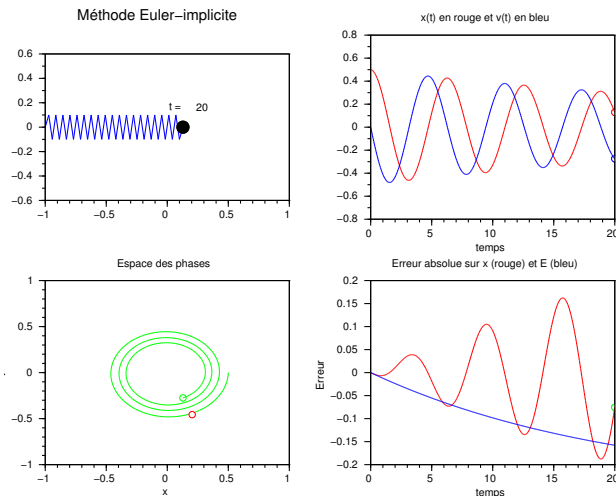 Méthode Euler-implicite
0.6
0.4
0.2
0
-0.2
-0.4
-0.6
t = 20
-1 -0.5 0 0.5 1
x(t) en rouge et v(t) en bleu
0.8
0.6
0.4
0.2
0
-0.2
-0.4
-0.6
-0.8
0 5 10 15 20
temps
Espace des phases
1
0.5
0
-0.5
-1
-1 -0.5 0 0.5 1
x
Erreur absolue sur x (rouge) et E (bleu)
Erreur
0.2
0.15
0.1
0.05
0
-0.05
-0.1
-0.15
-0.2
0 5 10 15 20
temps